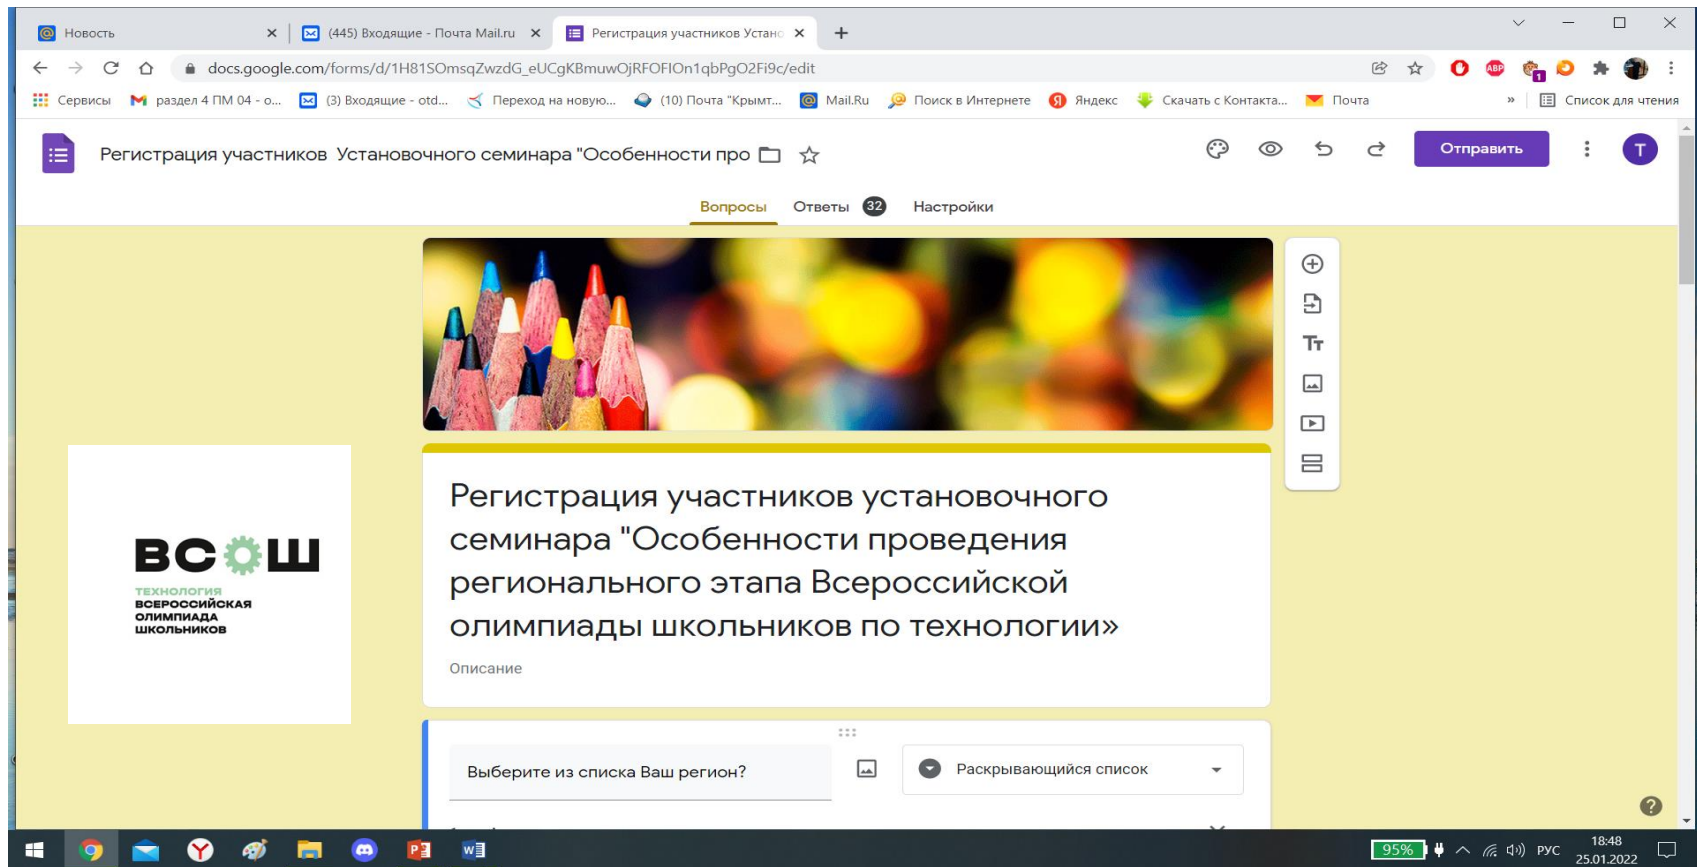 Новость
(445) Входящие - Почта Mail.ru
Регистрация участников Устано
docs.google.com/forms/d/1H81SOmsqZwzdG_eUCgKBmuwOjRFOFIOn1qbPgO2Fi9c/edit
Сервисы
раздел 4 ПМ 04 - о...
(3) Входящие - otd...
Переход на новую...
(10) Почта "Крымт...
Mail.Ru
Поиск в Интернете
Яндекс
Скачать с Контакта...
Почта
»
Список для чтения
Регистрация участников Установочного семинара "Особенности про
Отправить
T
Вопросы
Ответы 32
Настройки
ВСОШ
ТЕХНОЛОГИЯ
ВСЕРОССИЙСКАЯ
ОЛИМПИАДА
ШКОЛЬНИКОВ
Регистрация участников установочного
семинара "Особенности проведения
регионального этапа Всероссийской
олимпиады школьников по технологии»
Описание
Выберите из списка Ваш регион?
Раскрывающийся список
95%
РУС
18:48
25.01.2022